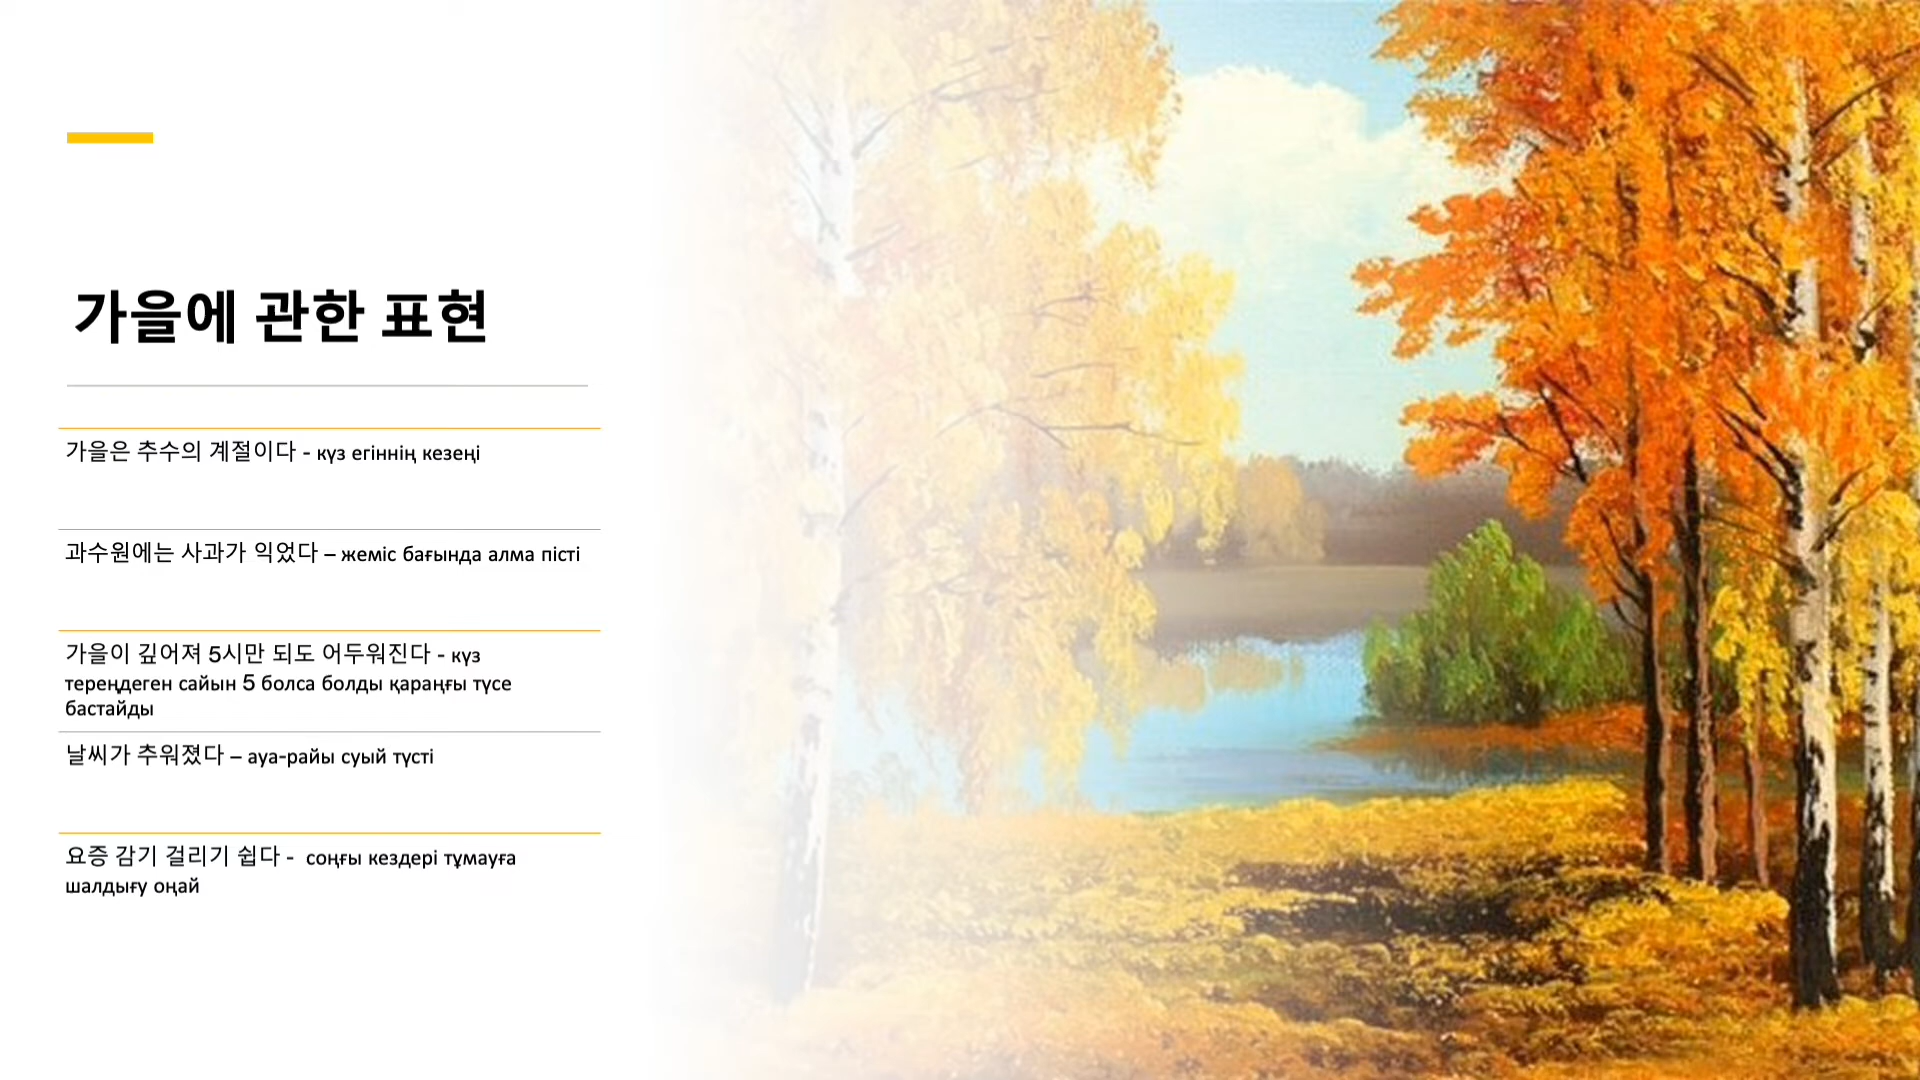 가을에 관한 표현
가을은 추수의 계절이다 - күз егіннің кезеңі
과수원에는 사과가 익었다 – жеміс бағында алма пісті
가을이 깊어져 5시만 되도 어두워진다 - күз
тереңдеген сайын 5 болса болды қараңғы түсе
бастайды
날씨가 추워졌다 – ауа-райы суый түсті
요증 감기 걸리기 쉽다 -  соңғы кездері тұмауға
шалдығу оңай